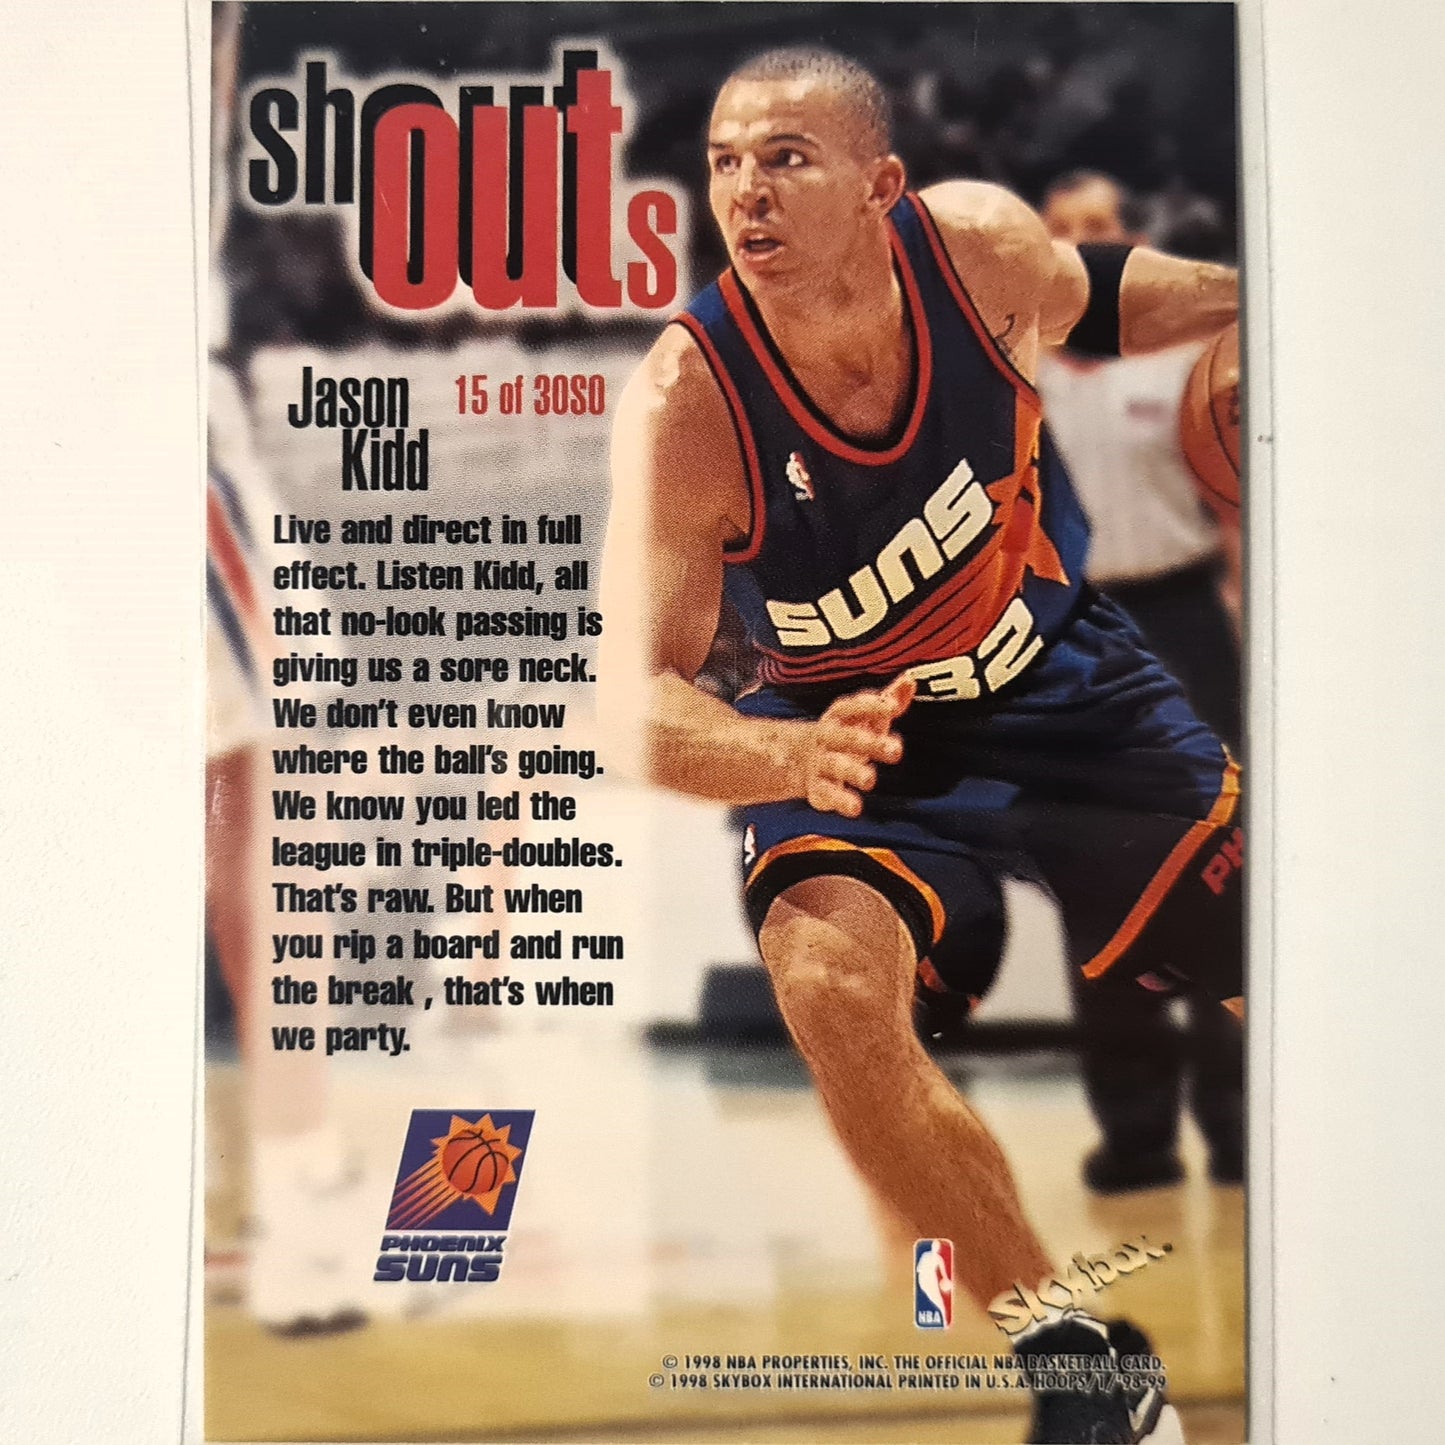 shouts
Jason
Kidd
15 of 30SO
Live and direct in full
effect. Listen Kidd, all
that no-look passing is
giving us a sore neck.
We don't even know
where the ball's going.
We know you led the
league in triple-doubles.
That's raw. But when
you rip a board and run
the break , that's when
we party.
SUNS
32
PH
PHOENIX
SUNS
NBA
SKYBOX
© 1998 NBA PROPERTIES, INC. THE OFFICIAL NBA BASKETBALL CARD.
© 1998 SKYBOX INTERNATIONAL PRINTED IN U.S.A. HOOPS/1/'98-99